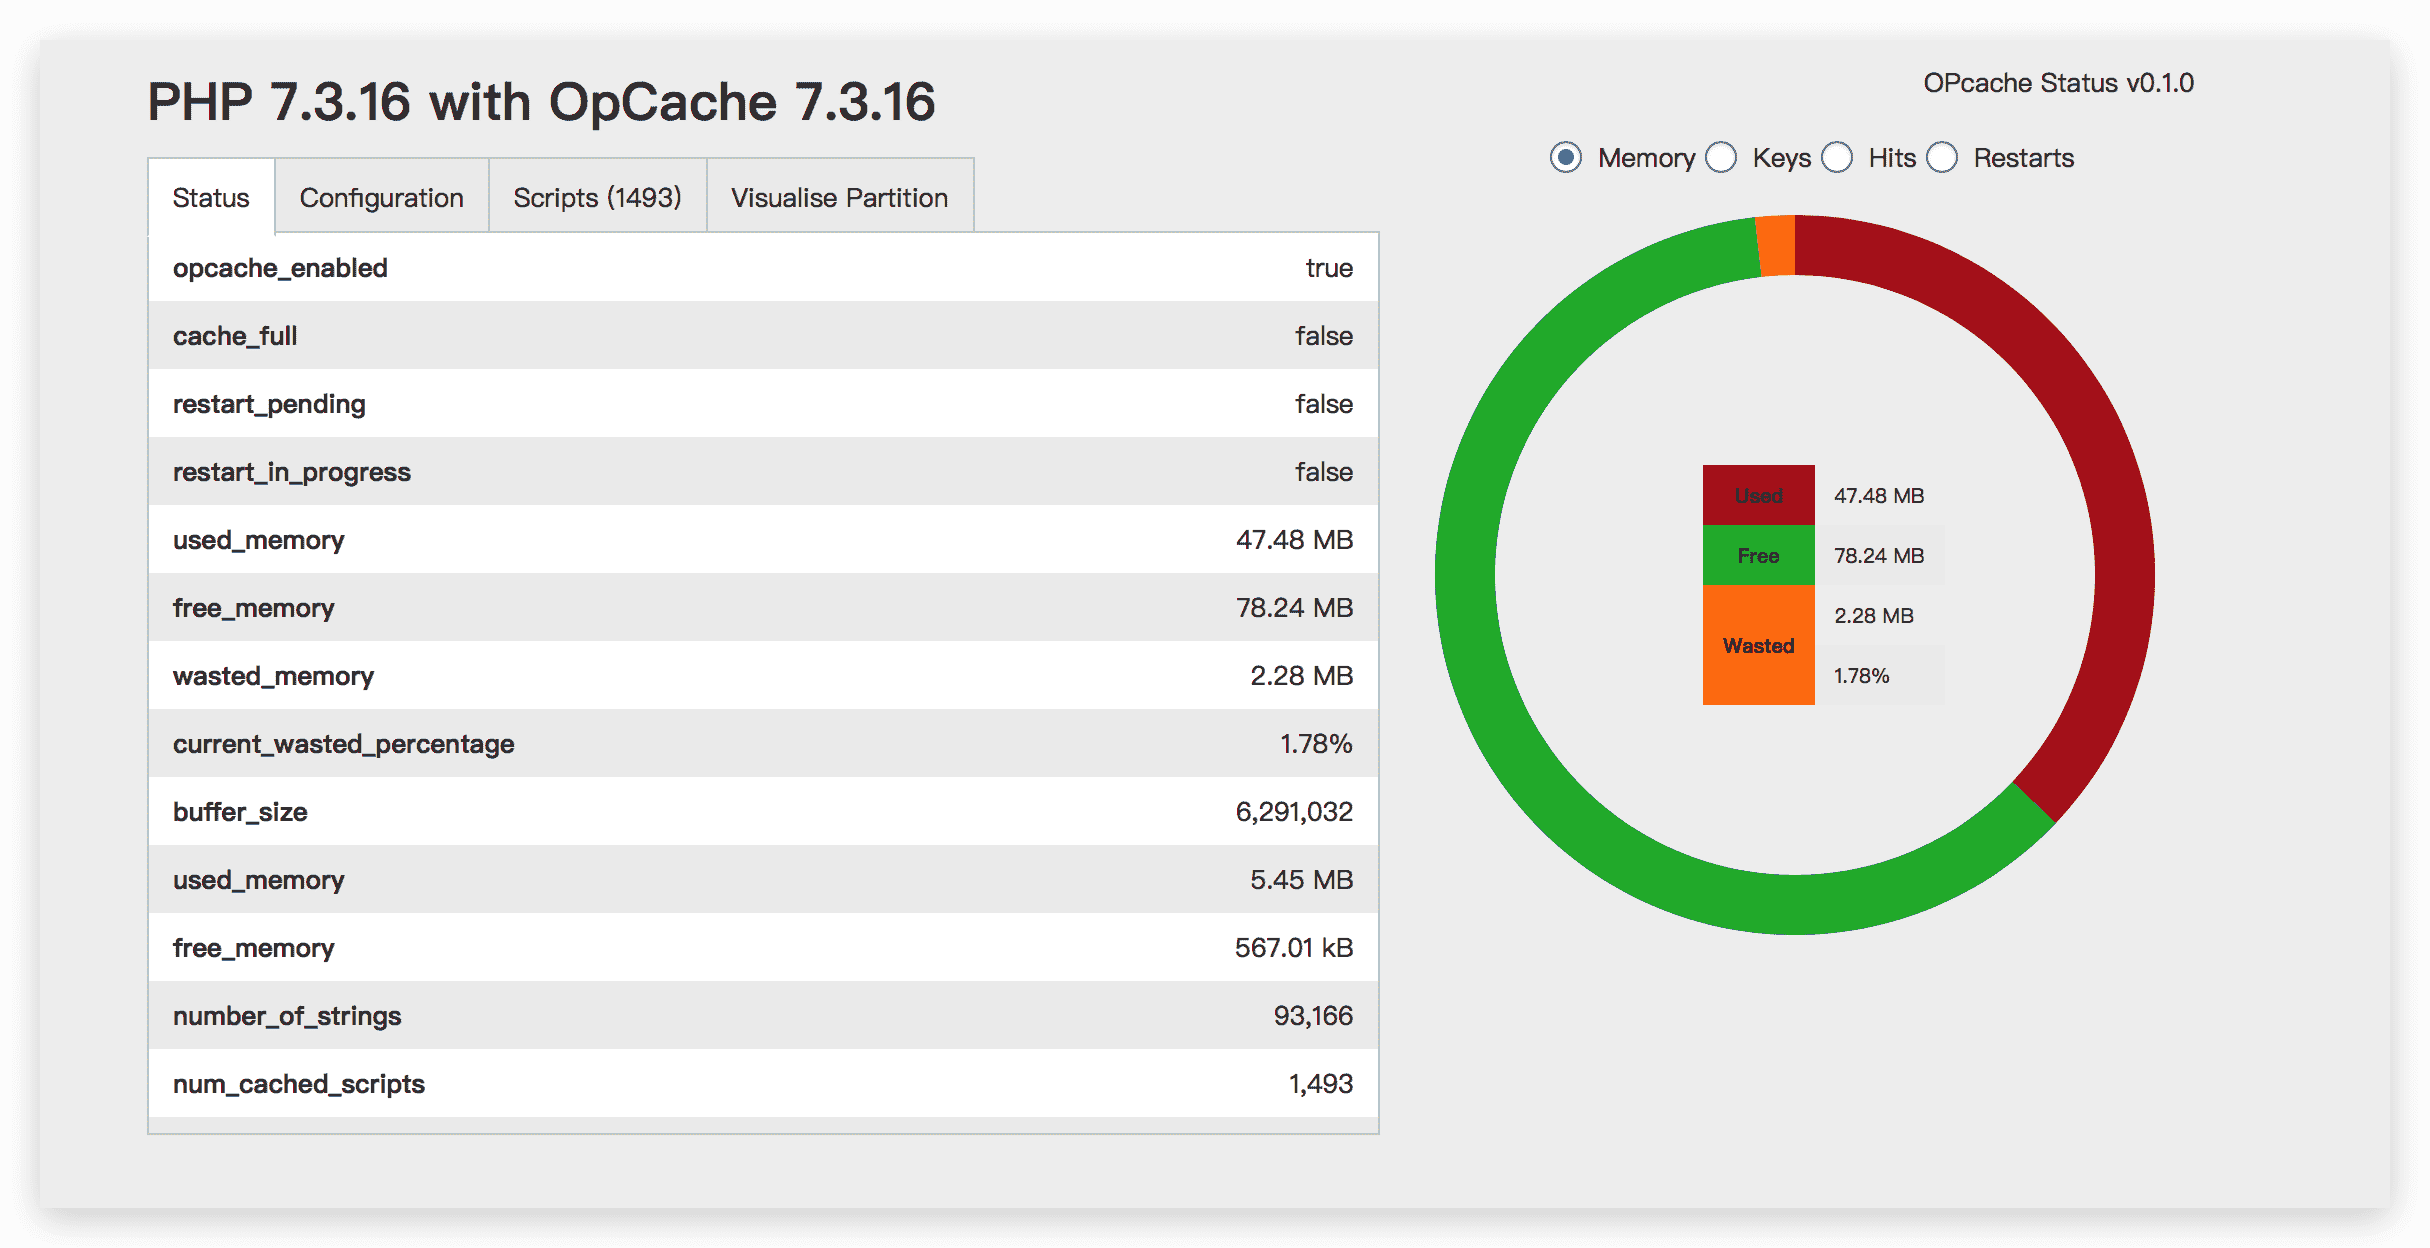 PHP 7.3.16 with OpCache 7.3.16
OPcache Status v0.1.0
Memory Keys Hits Restarts
Status Configuration Scripts (1493) Visualise Partition
opcache_enabled true
cache_full false
restart_pending false
restart_in_progress false
used_memory 47.48 MB
free_memory 78.24 MB
wasted_memory 2.28 MB
current_wasted_percentage 1.78%
buffer_size 6,291,032
used_memory 5.45 MB
free_memory 567.01 kB
number_of_strings 93,166
num_cached_scripts 1,493
Used 47.48 MB
Free 78.24 MB
Wasted 2.28 MB
1.78%